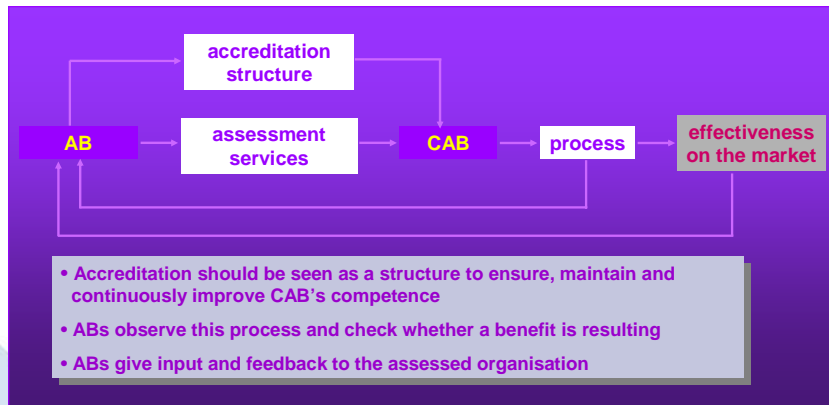 accreditation
structure
AB
assessment
services
CAB
process
effectiveness
on the market
• Accreditation should be seen as a structure to ensure, maintain and
continuously improve CAB's competence
• ABs observe this process and check whether a benefit is resulting
• ABs give input and feedback to the assessed organisation